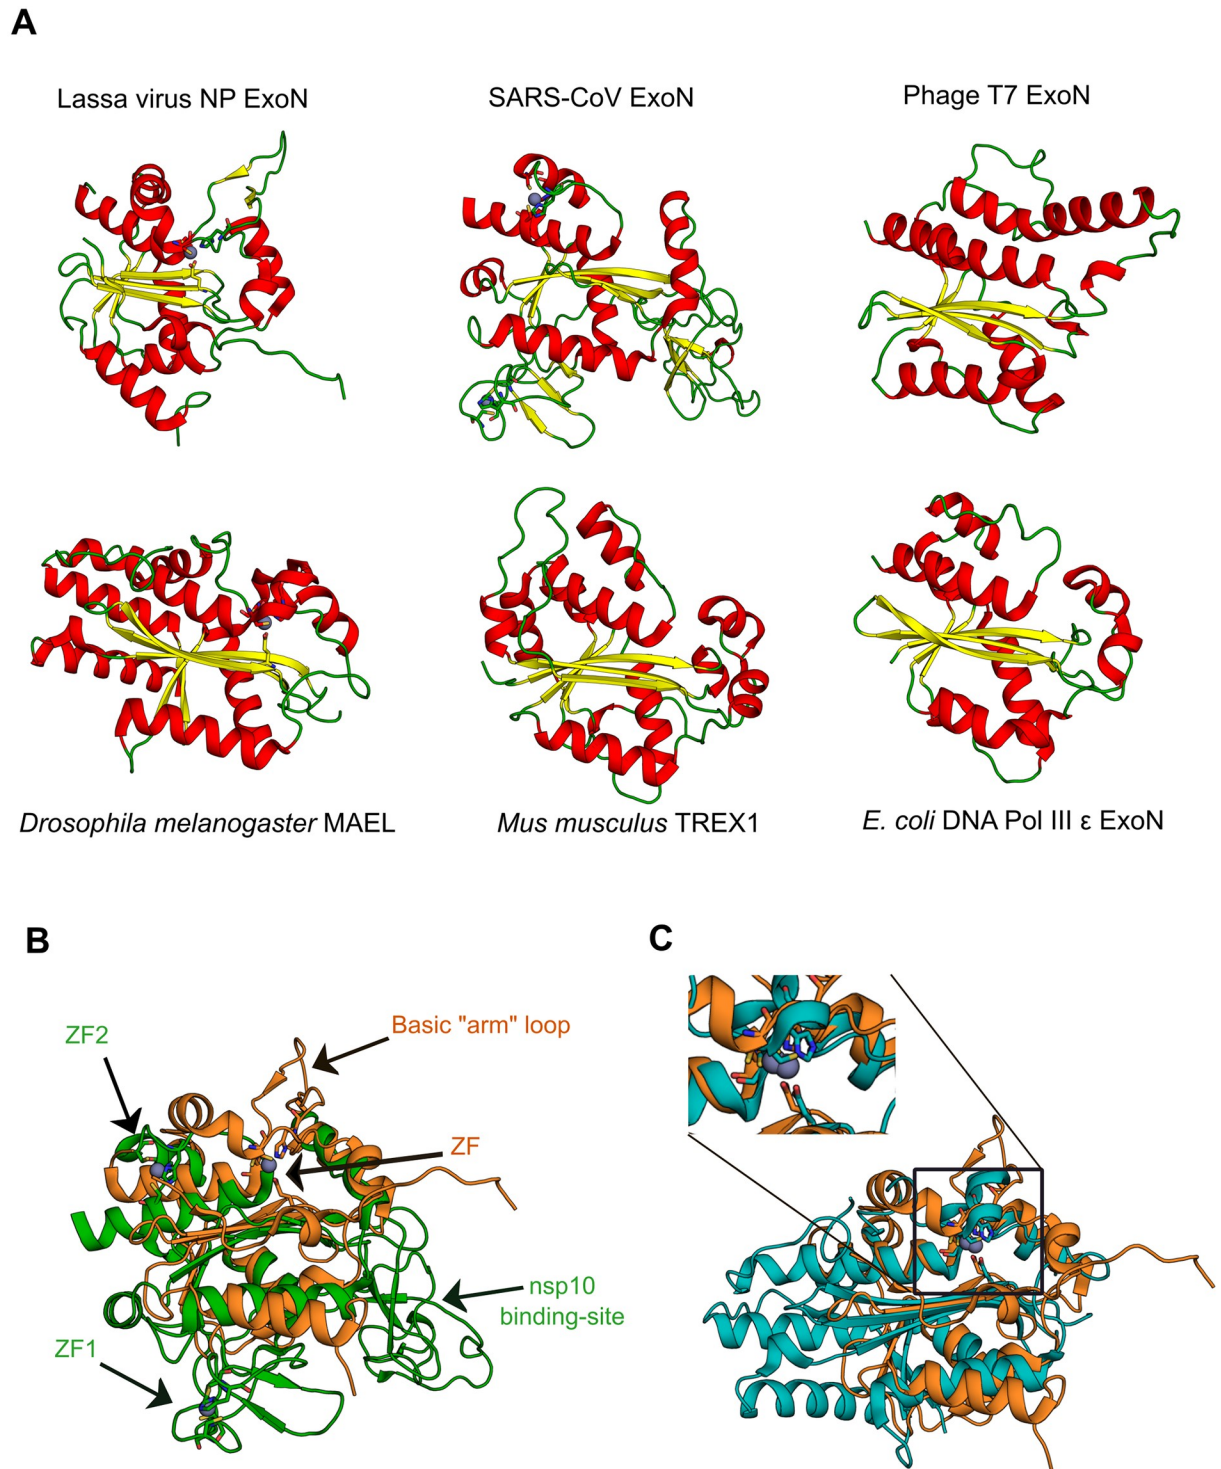 A
Lassa virus NP ExoN
SARS-CoV ExoN
Phage T7 ExoN
Drosophila melanogaster MAEL
Mus musculus TREX1
E. coli DNA Pol III ε ExoN
B
ZF2
Basic "arm" loop
ZF
nsp10
binding-site
ZF1
C